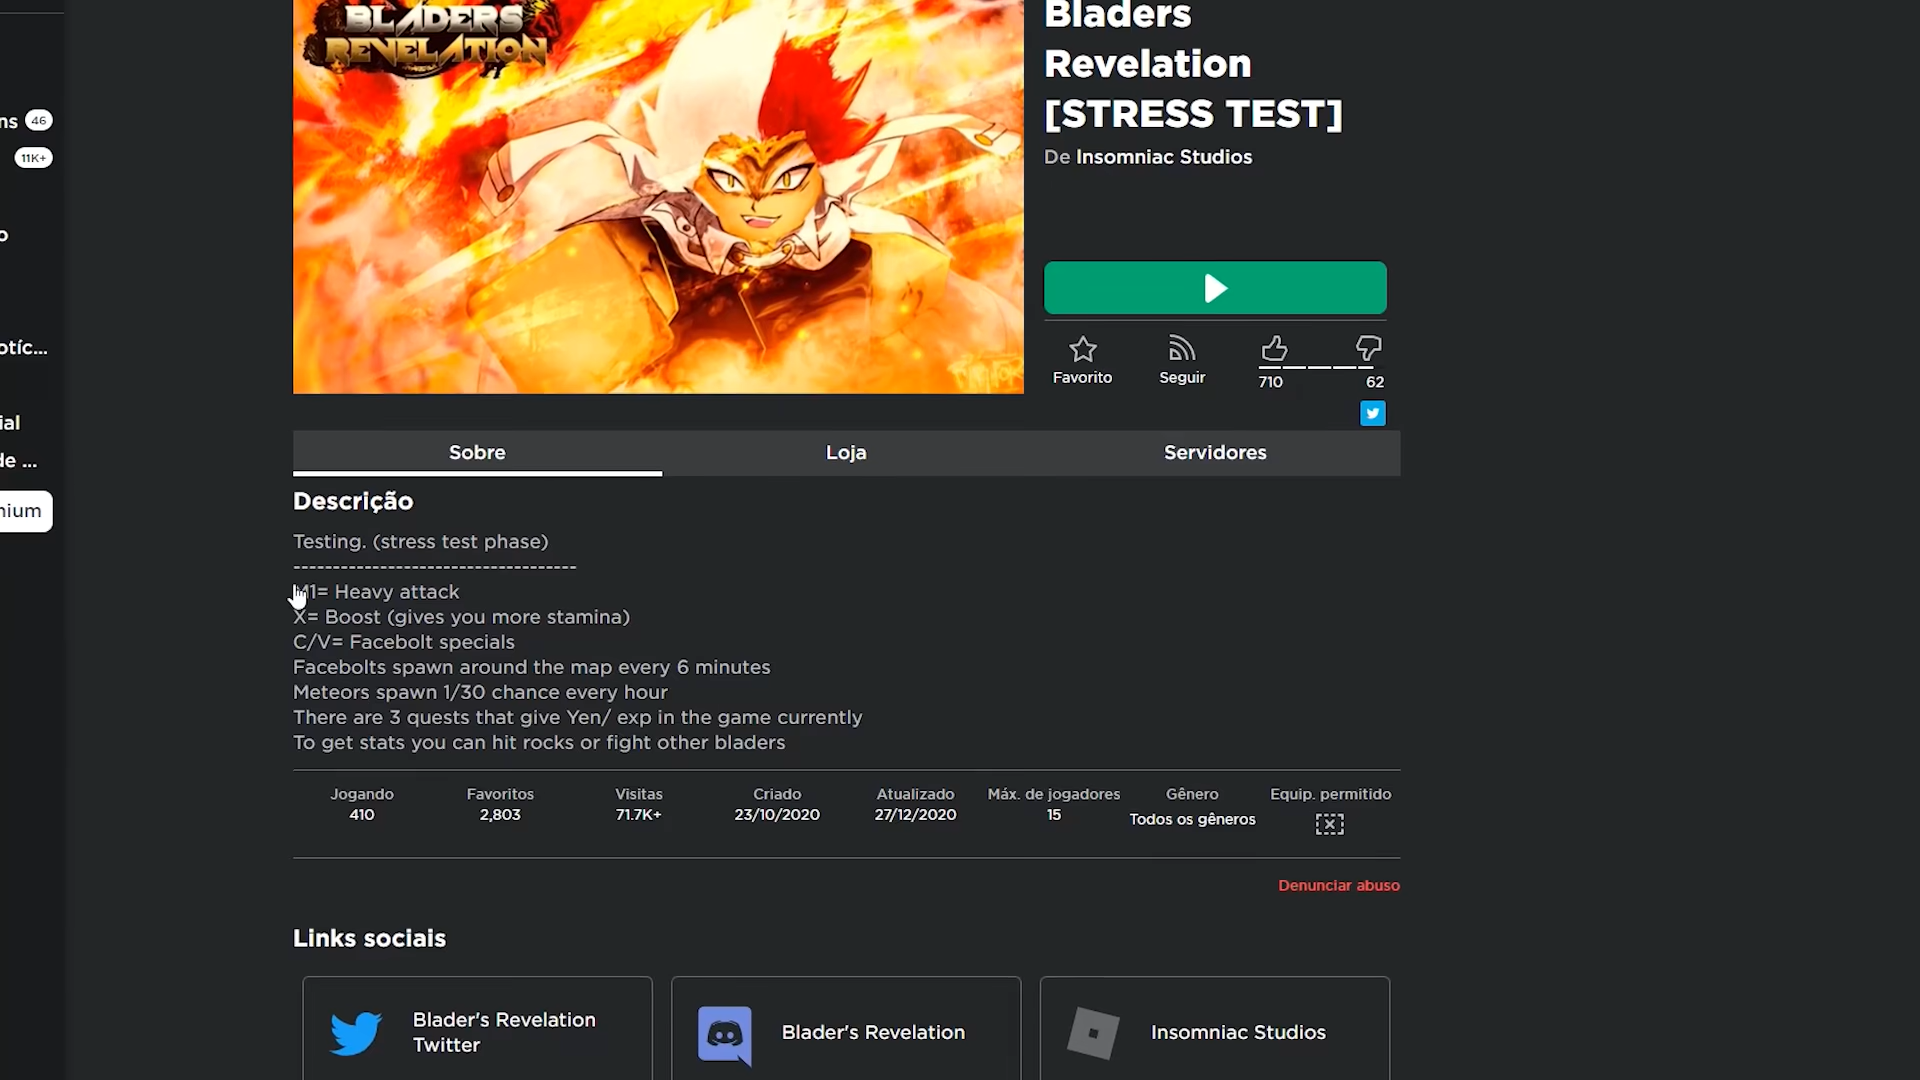 BLADERS
REVELATION
Bladers
Revelation
[STRESS TEST]
De Insomniac Studios
ns 46
11K+
o
otíc...
ial
de ...
nium
Favorito
Seguir
710
62
Sobre
Loja
Servidores
Descrição
Testing. (stress test phase)
------------------------------------
M1= Heavy attack
X= Boost (gives you more stamina)
C/V= Facebolt specials
Facebolts spawn around the map every 6 minutes
Meteors spawn 1/30 chance every hour
There are 3 quests that give Yen/ exp in the game currently
To get stats you can hit rocks or fight other bladers
Jogando
410
Favoritos
2,803
Visitas
71.7K+
Criado
23/10/2020
Atualizado
27/12/2020
Máx. de jogadores
15
Gênero
Todos os gêneros
Equip. permitido
Denunciar abuso
Links sociais
Blader's Revelation
Twitter
Blader's Revelation
Insomniac Studios